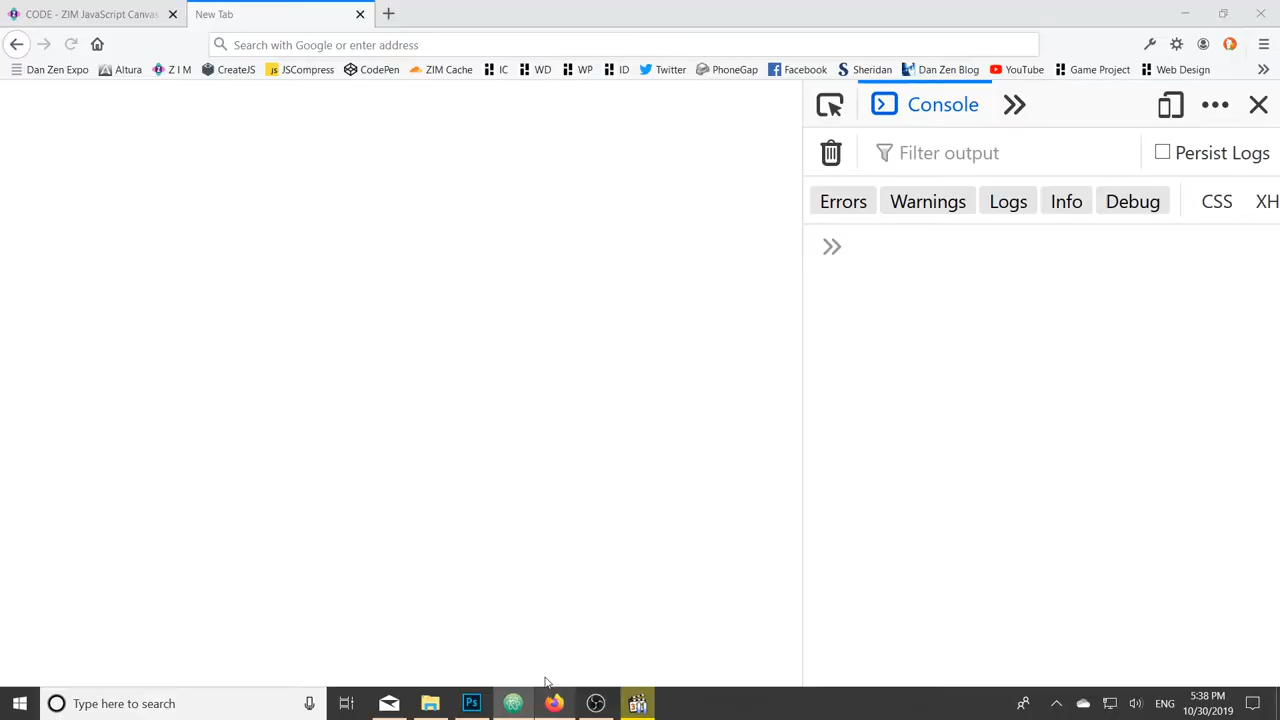 CODE - ZIM JavaScript Canvas
New Tab
Search with Google or enter address
Dan Zen Expo Altura Z I M CreateJS JSCompress CodePen ZIM Cache IC WD WP ID Twitter PhoneGap Facebook Sheridan Dan Zen Blog YouTube Game Project Web Design
Console
Filter output
Persist Logs
Errors Warnings Logs Info Debug CSS XH
Type here to search
Ps
ENG
5:38 PM
10/30/2019